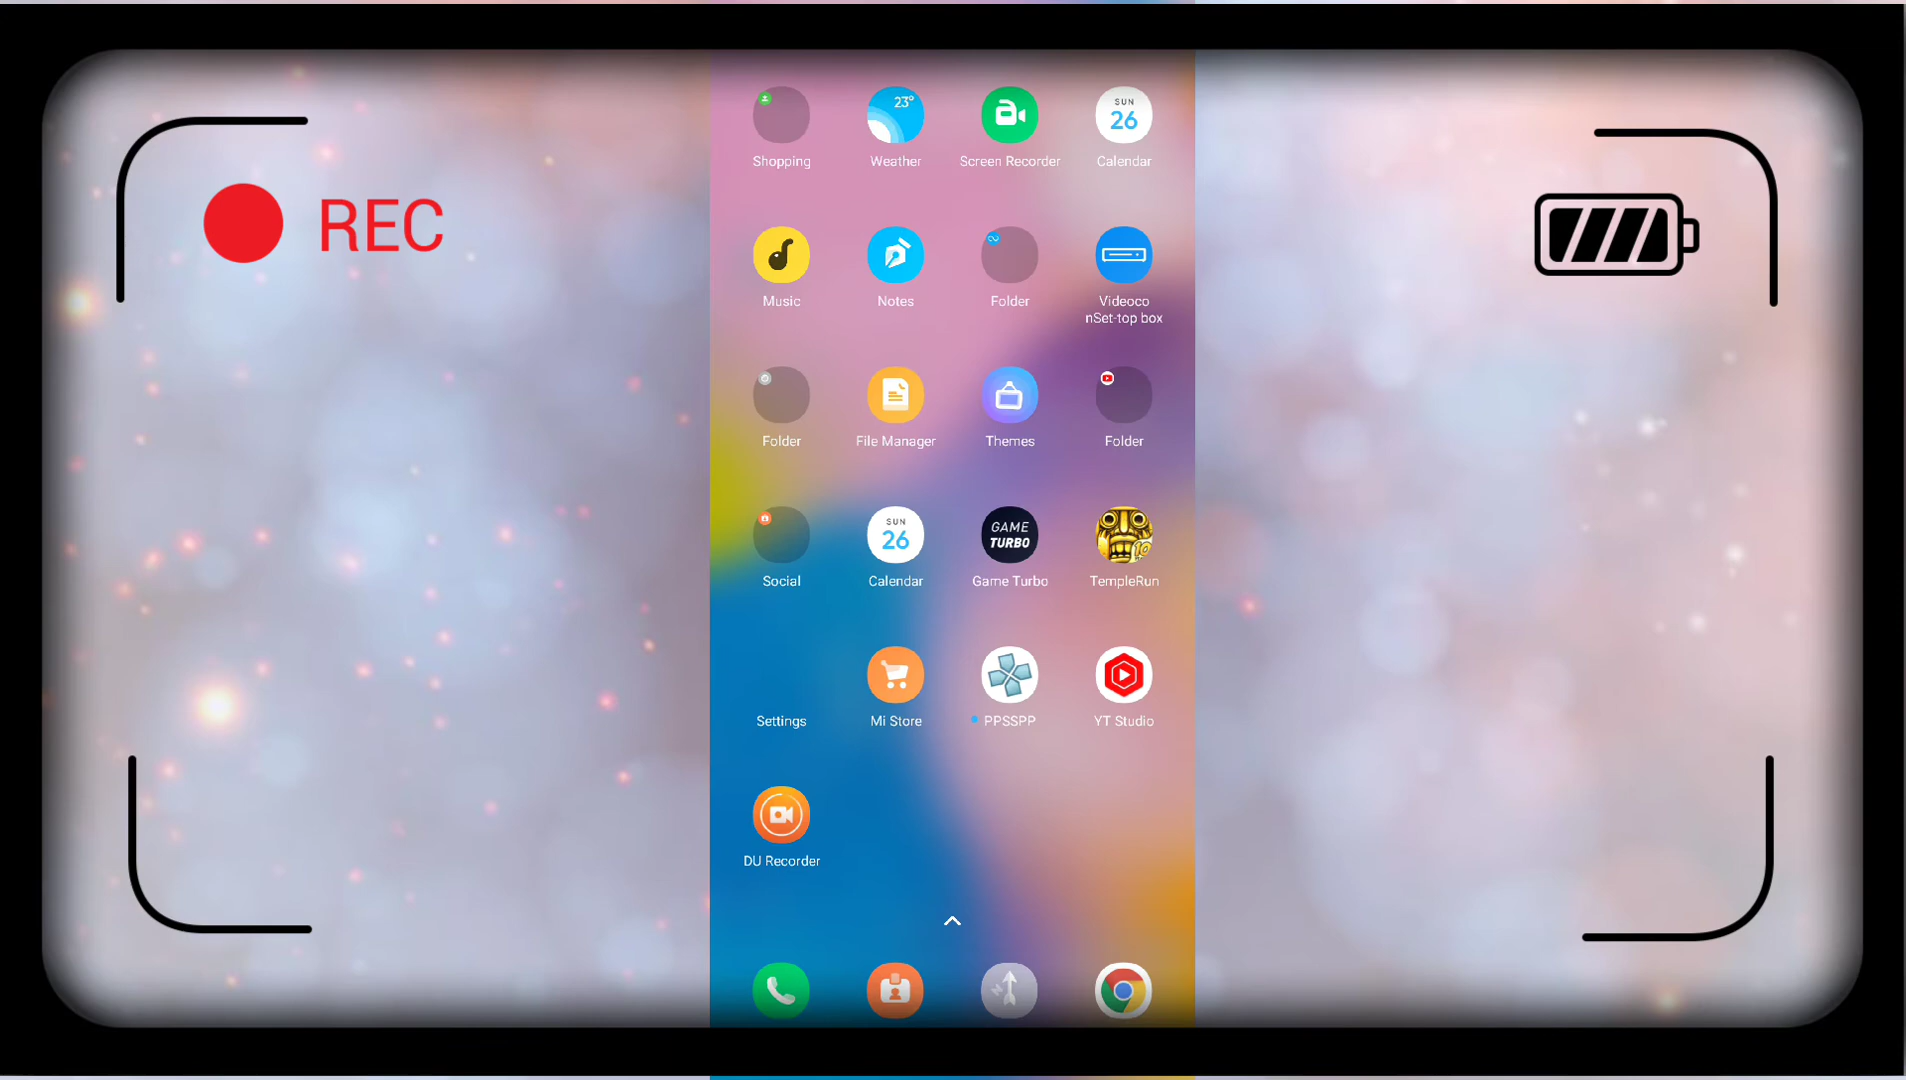 REC
23°
SUN
26
Shopping
Weather
Screen Recorder
Calendar
Music
Notes
Folder
Videoco
nSet-top box
Folder
File Manager
Themes
Folder
SUN
26
GAME
TURBO
10
Social
Calendar
Game Turbo
TempleRun
Settings
Mi Store
PPSSPP
YT Studio
DU Recorder
N